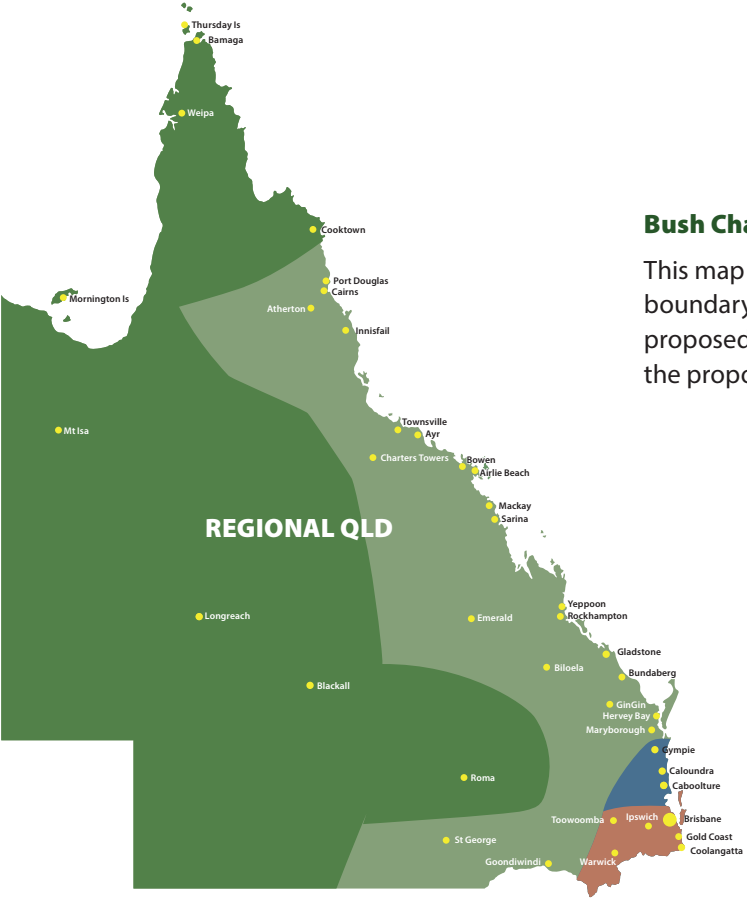 Thursday Is
Bamaga
Weipa
Cooktown
Bush Cha
This map
boundary
proposed
the propo
Port Douglas
Cairns
Mornington Is
Atherton
Innisfail
Townsville
Ayr
Mt Isa
Charters Towers
Bowen
Airlie Beach
Mackay
Sarina
REGIONAL QLD
Yeppoon
Rockhampton
Longreach
Emerald
Gladstone
Biloela
Bundaberg
Blackall
GinGin
Hervey Bay
Maryborough
Gympie
Caloundra
Roma
Caboolture
Toowoomba
Ipswich
Brisbane
Gold Coast
St George
Coolangatta
Goondiwindi
Warwick